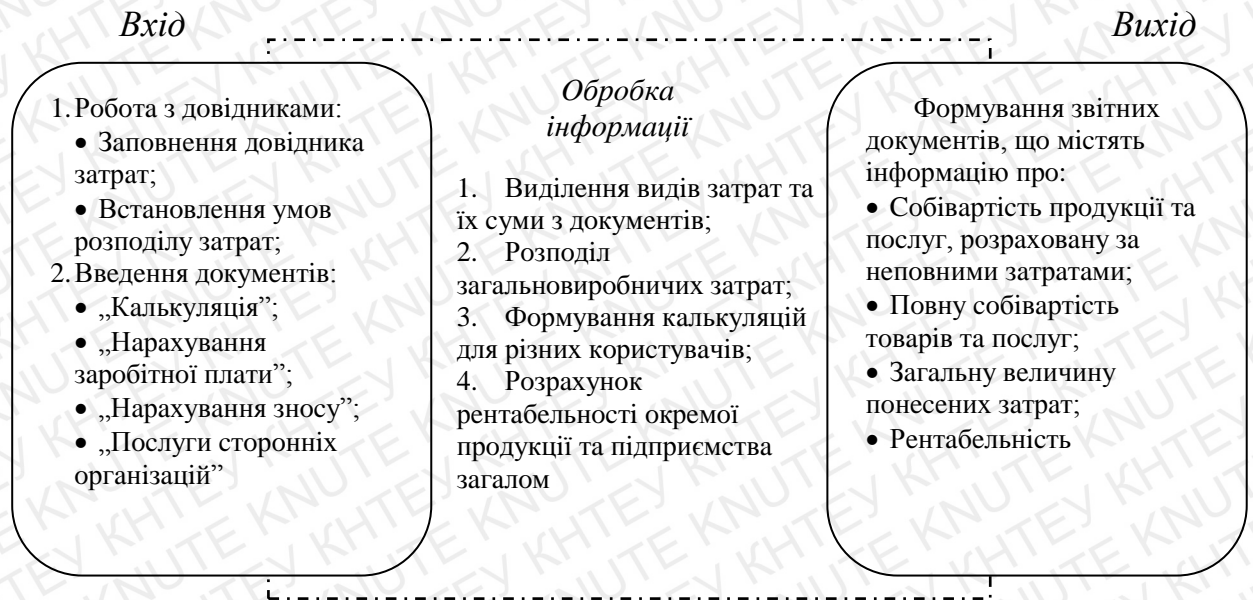 Вхід
1. Робота з довідниками:
• Заповнення довідника
затрат;
• Встановлення умов
розподілу затрат;
2. Введення документів:
• „Калькуляція”;
• „Нарахування
заробітної плати”;
• „Нарахування зносу”;
• „Послуги сторонніх
організацій”
Обробка
інформації
1. Виділення видів затрат та
їх суми з документів;
2. Розподіл
загальновиробничих затрат;
3. Формування калькуляцій
для різних користувачів;
4. Розрахунок
рентабельності окремої
продукції та підприємства
загалом
Вихід
Формування звітних
документів, що містять
інформацію про:
• Собівартість продукції та
послуг, розраховану за
неповними затратами;
• Повну собівартість
товарів та послуг;
• Загальну величину
понесених затрат;
• Рентабельність